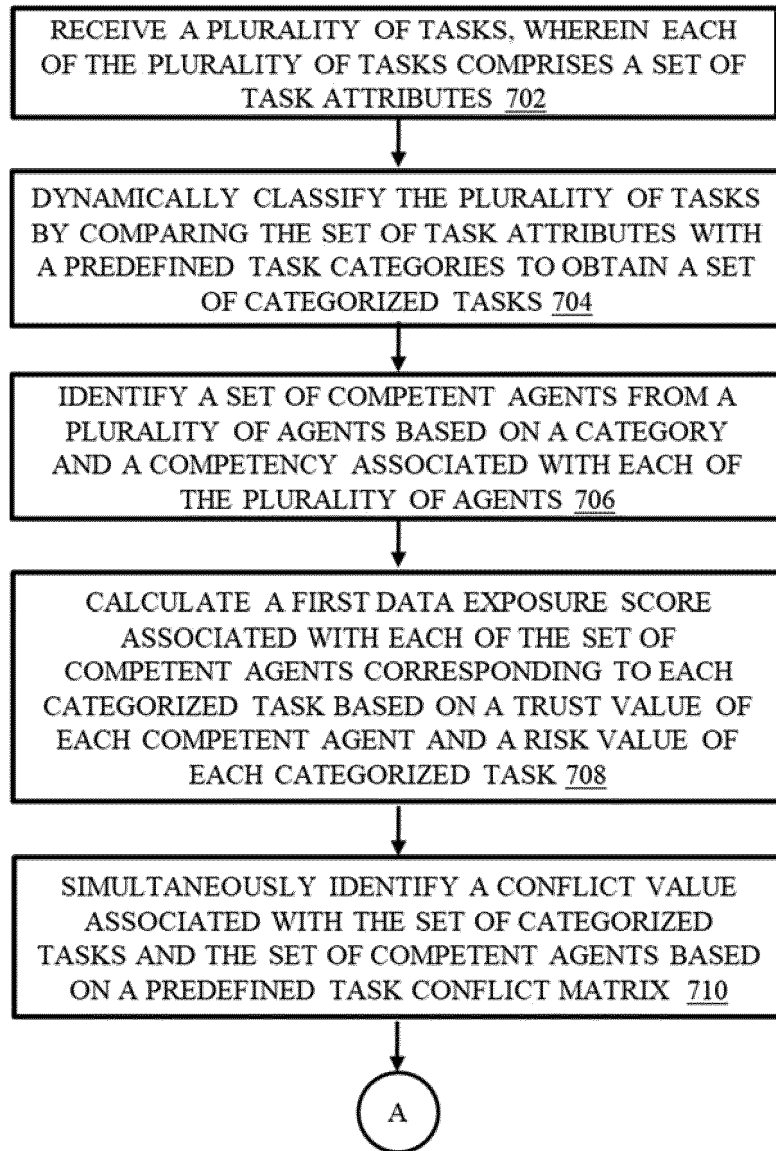 RECEIVE A PLURALITY OF TASKS, WHEREIN EACH
OF THE PLURALITY OF TASKS COMPRISES A SET OF
TASK ATTRIBUTES 702
DYNAMICALLY CLASSIFY THE PLURALITY OF TASKS
BY COMPARING THE SET OF TASK ATTRIBUTES WITH
A PREDEFINED TASK CATEGORIES TO OBTAIN A SET
OF CATEGORIZED TASKS 704
IDENTIFY A SET OF COMPETENT AGENTS FROM A
PLURALITY OF AGENTS BASED ON A CATEGORY
AND A COMPETENCY ASSOCIATED WITH EACH OF
THE PLURALITY OF AGENTS 706
CALCULATE A FIRST DATA EXPOSURE SCORE
ASSOCIATED WITH EACH OF THE SET OF
COMPETENT AGENTS CORRESPONDING TO EACH
CATEGORIZED TASK BASED ON A TRUST VALUE OF
EACH COMPETENT AGENT AND A RISK VALUE OF
EACH CATEGORIZED TASK 708
SIMULTANEOUSLY IDENTIFY A CONFLICT VALUE
ASSOCIATED WITH THE SET OF CATEGORIZED
TASKS AND THE SET OF COMPETENT AGENTS BASED
ON A PREDEFINED TASK CONFLICT MATRIX 710
A